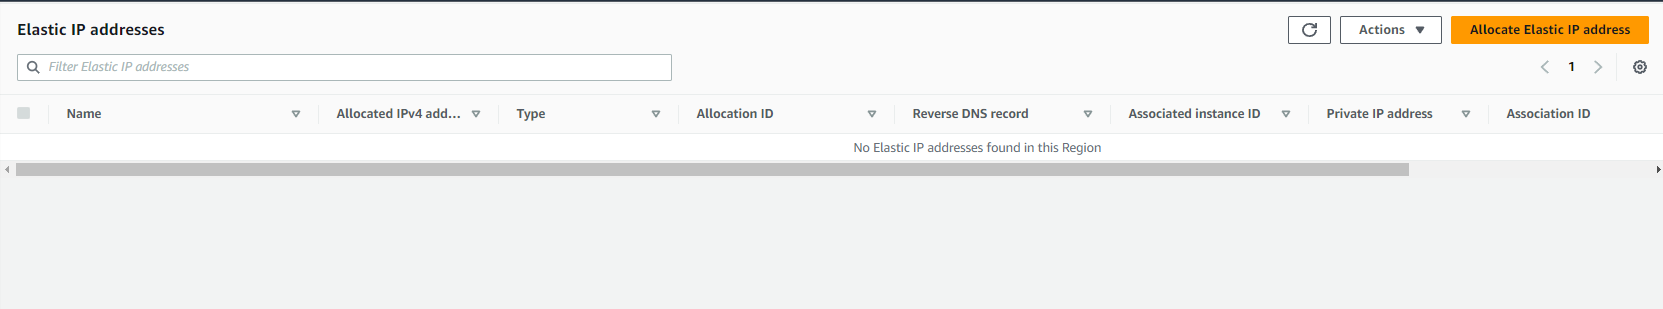 Elastic IP addresses
Actions
Allocate Elastic IP address
Filter Elastic IP addresses
1
Name
Allocated IPv4 add...
Type
Allocation ID
Reverse DNS record
Associated instance ID
Private IP address
Association ID
No Elastic IP addresses found in this Region